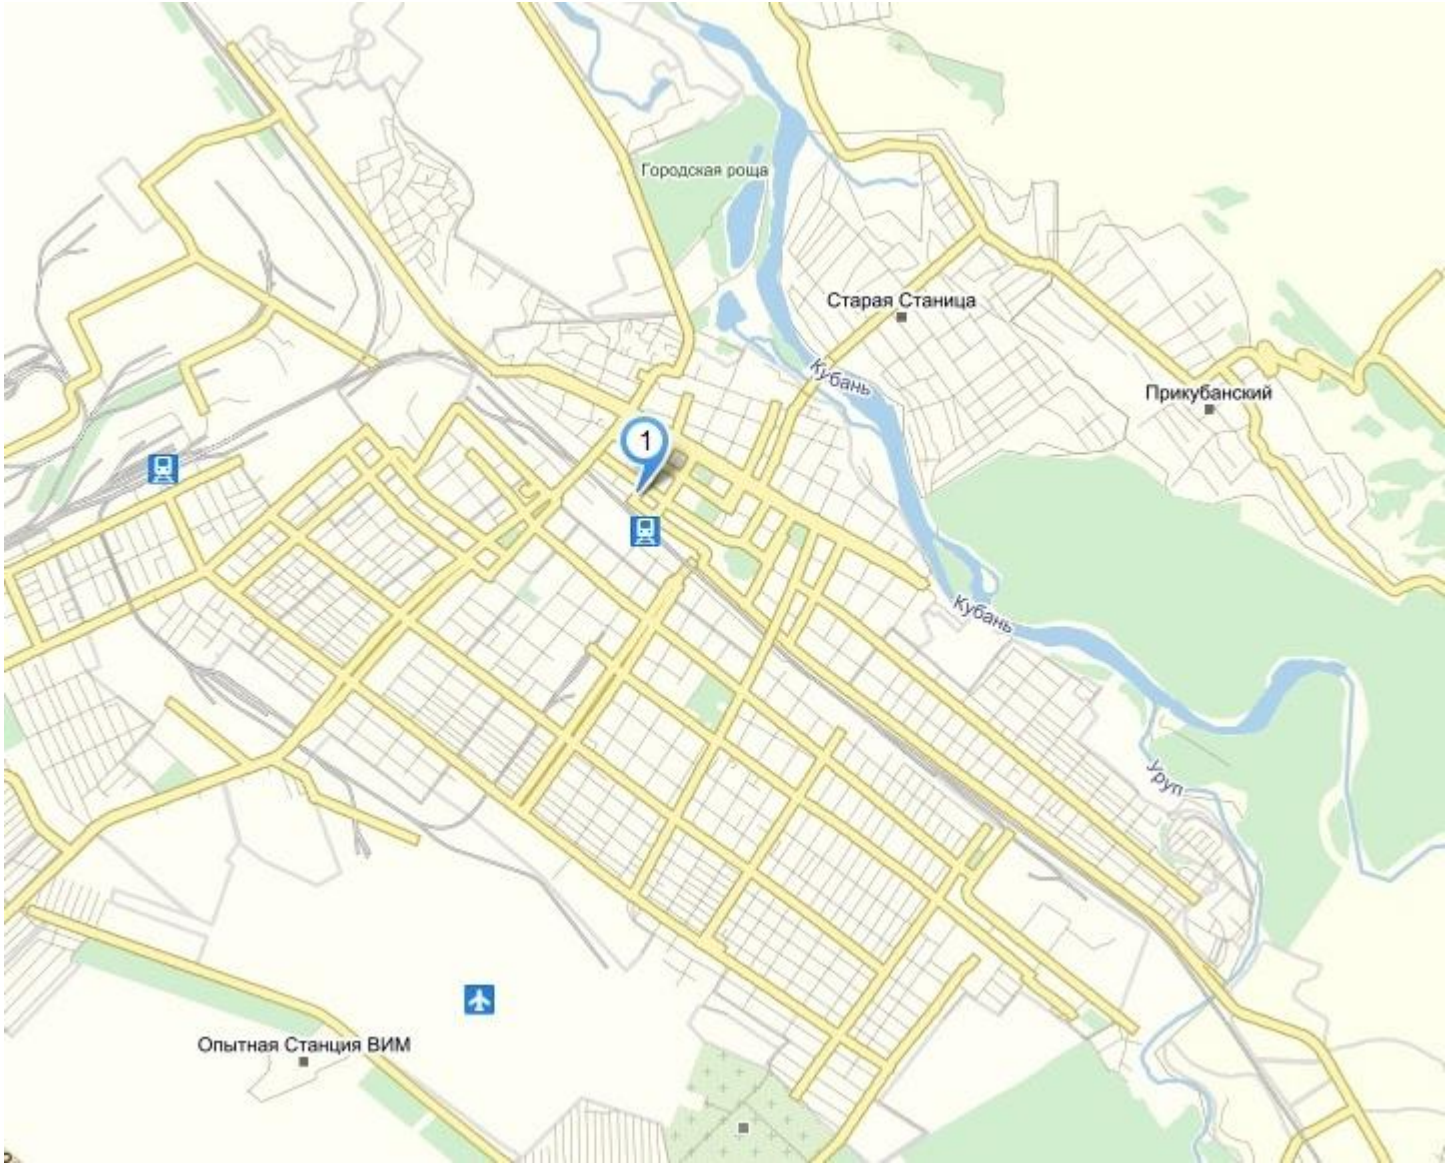 Городская роща
Старая Станица
Кубань
Прикубанский
1
Кубань
Уруп
Опытная Станция ВИМ